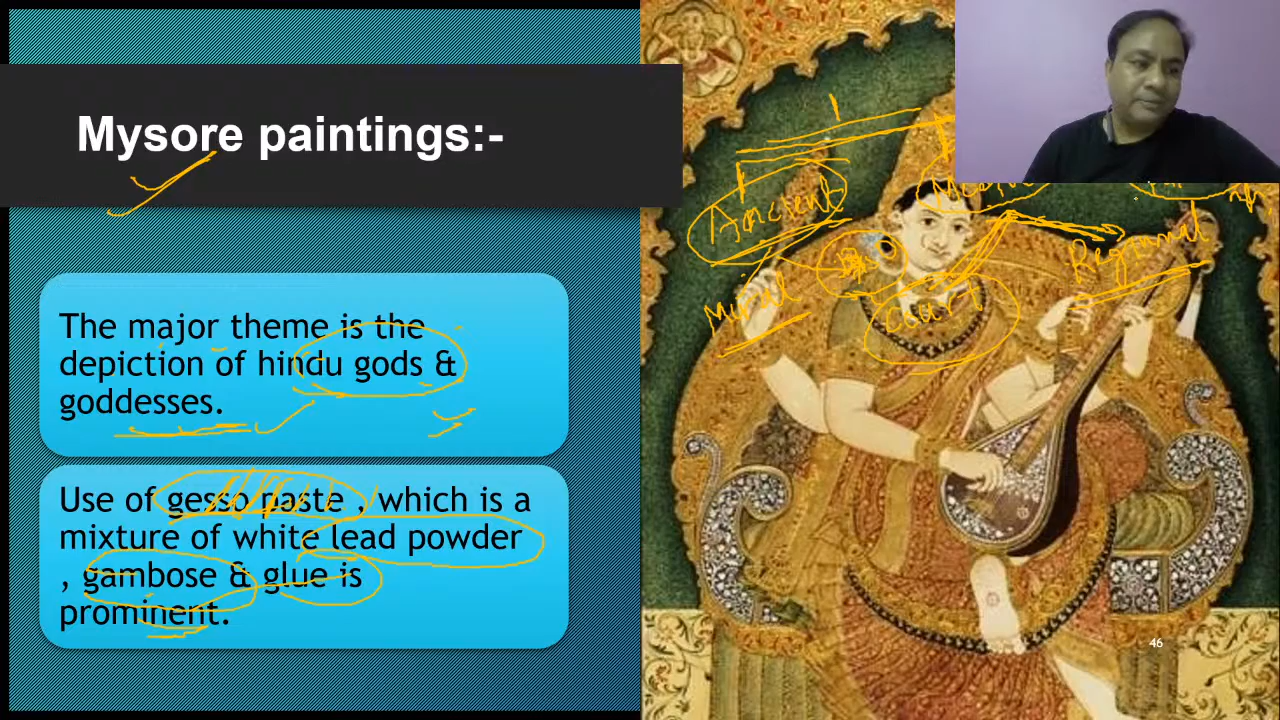 Mysore paintings:-
The major theme is the
depiction of hindu gods &
goddesses.
Use of gesso paste , which is a
mixture of white lead powder
, gambose & glue is
prominent.
Ancient
Regional
Mural
Court
46